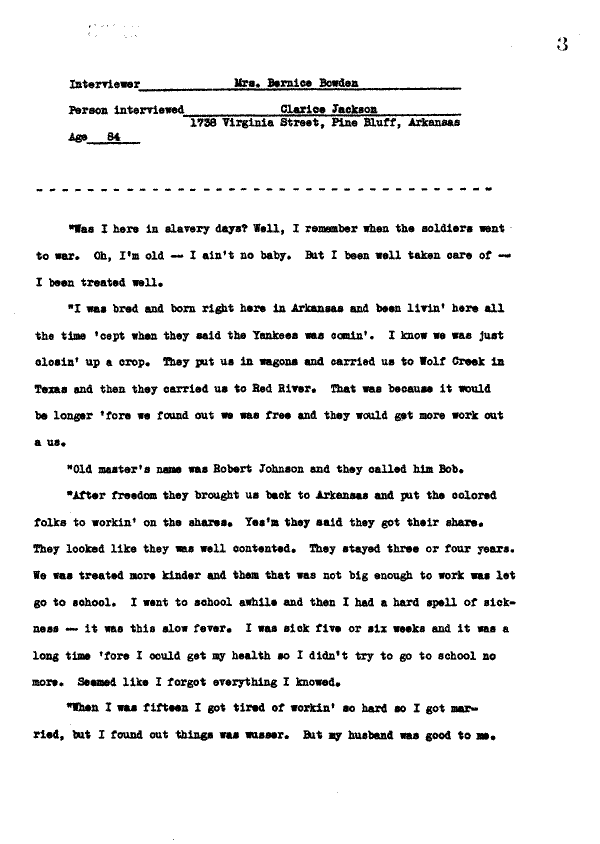 3
Interviewer Mrs. Bernice Bowden
Person interviewed Clarice Jackson
1738 Virginia Street, Pine Bluff, Arkansas
Age 84
"Was I here in slavery days? Well, I remember when the soldiers went
to war. Oh, I'm old -- I ain't no baby. But I been well taken care of --
I been treated well.
"I was bred and born right here in Arkansas and been livin' here all
the time 'cept when they said the Yankees was comin'. I know we was just
closin' up a crop. They put us in wagons and carried us to Wolf Creek in
Texas and then they carried us to Red River. That was because it would
be longer 'fore we found out we was free and they would get more work out
a us.
"Old master's name was Robert Johnson and they called him Bob.
"After freedom they brought us back to Arkansas and put the colored
folks to workin' on the shares. Yes'm they said they got their share.
They looked like they was well contented. They stayed three or four years.
We was treated more kinder and them that was not big enough to work was let
go to school. I went to school awhile and then I had a hard spell of sick-
ness -- it was this slow fever. I was sick five or six weeks and it was a
long time 'fore I could get my health so I didn't try to go to school no
more. Seemed like I forgot everything I knowed.
"When I was fifteen I got tired of workin' so hard so I got mar-
ried, but I found out things was wusser. But my husband was good to me.